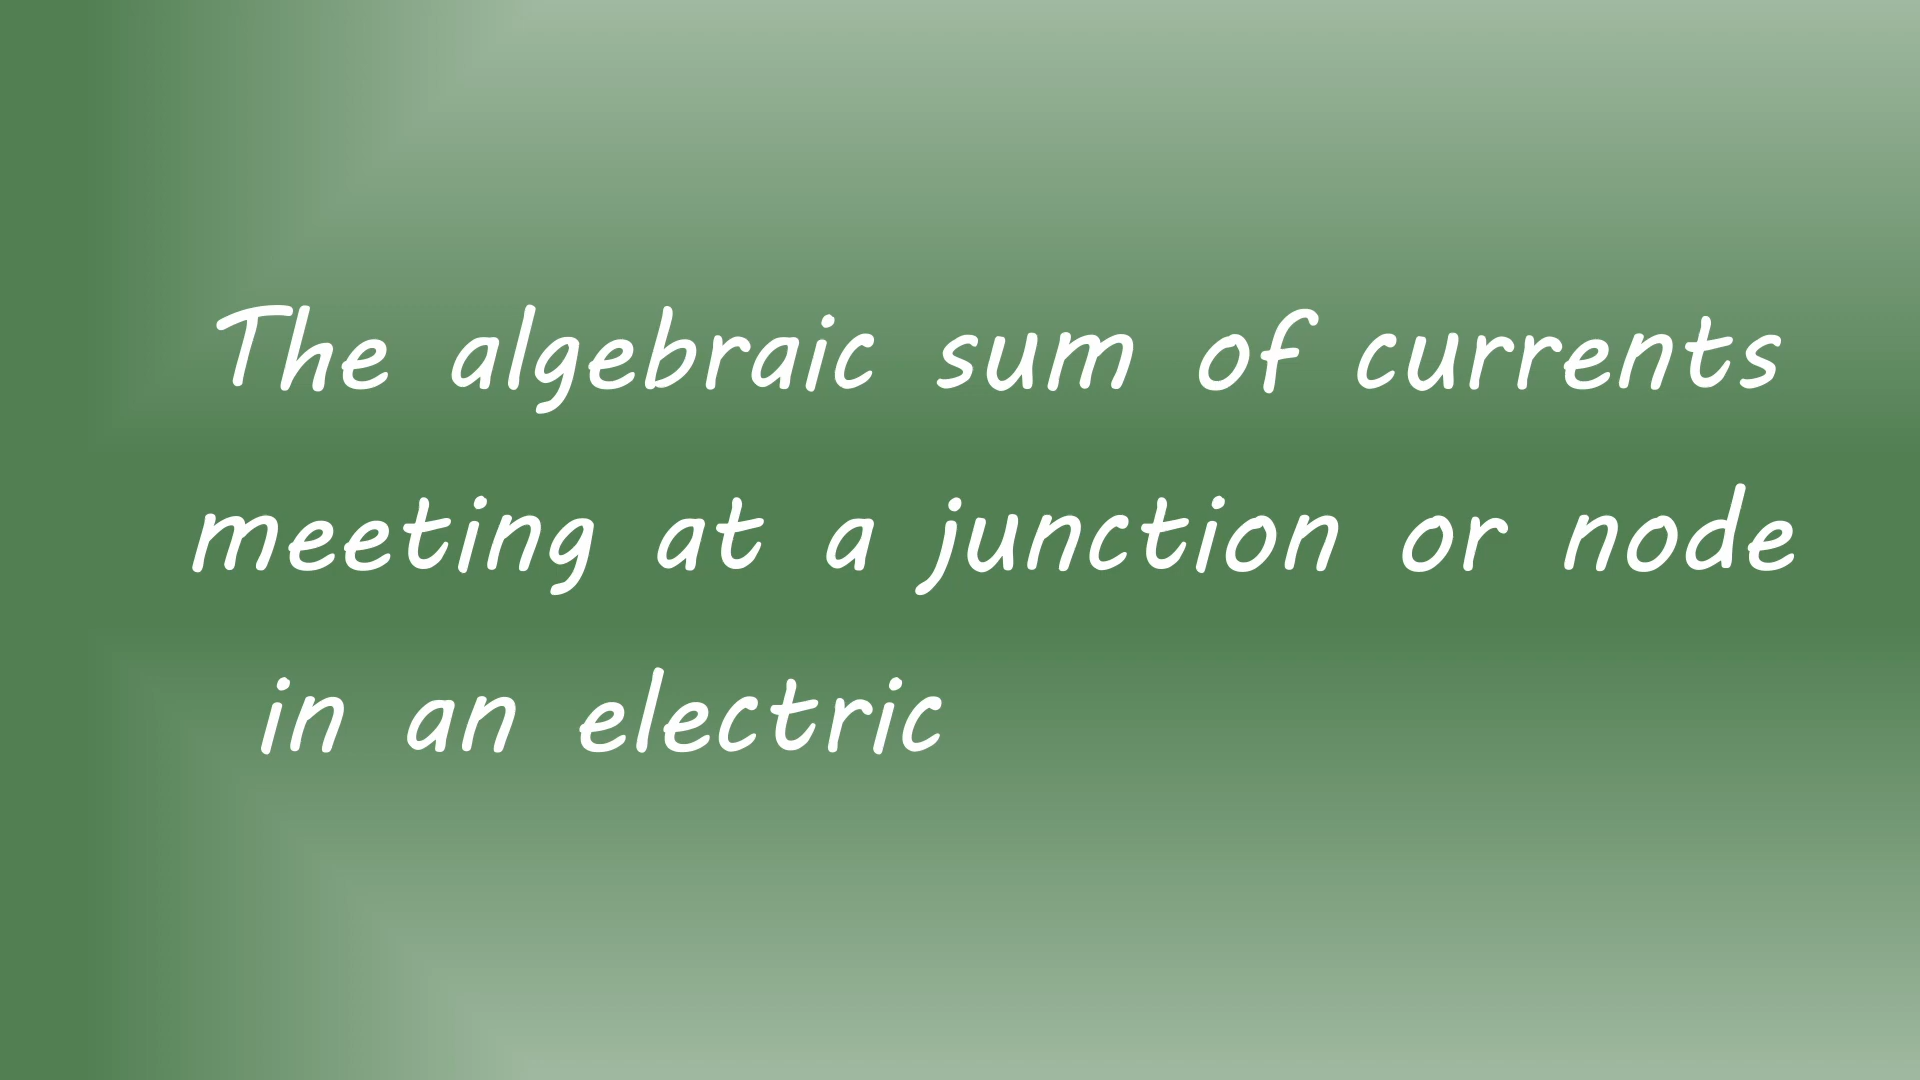 The algebraic sum of currents
meeting at a junction or node
in an electric